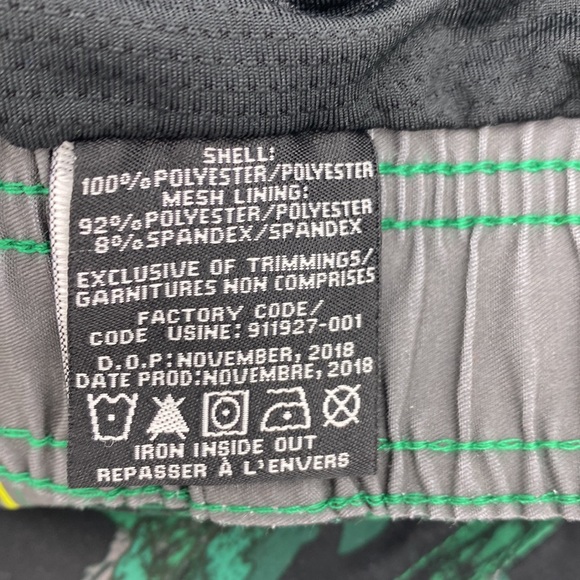 SHELL:
100% POLYESTER/POLYESTER
MESH LINING:
92% POLYESTER/POLYESTER
8% SPANDEX/SPANDEX
EXCLUSIVE OF TRIMMINGS/
GARNITURES NON COMPRISES
FACTORY CODE/
CODE USINE: 911927-001
D.O.P: NOVEMBER, 2018
DATE PROD: NOVEMBRE, 2018
IRON INSIDE OUT
REPASSER À L'ENVERS